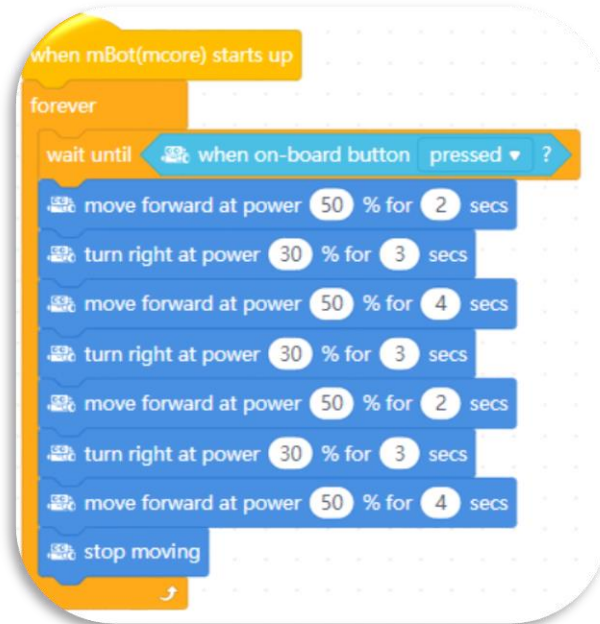 when mBot(mcore) starts up
forever
wait until when on-board button pressed ?
move forward at power 50 % for 2 secs
turn right at power 30 % for 3 secs
move forward at power 50 % for 4 secs
turn right at power 30 % for 3 secs
move forward at power 50 % for 2 secs
turn right at power 30 % for 3 secs
move forward at power 50 % for 4 secs
stop moving